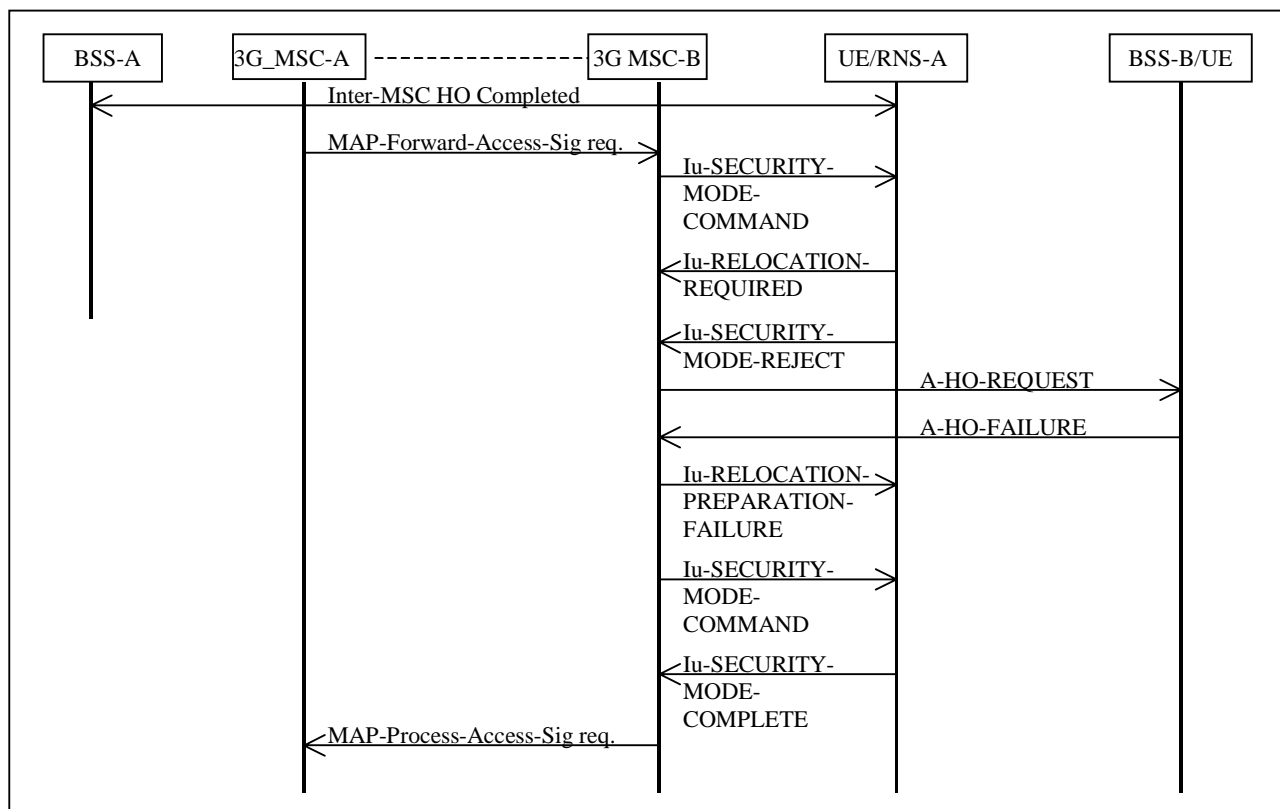 BSS-A
3G_MSC-A
3G MSC-B
UE/RNS-A
BSS-B/UE
Inter-MSC HO Completed
MAP-Forward-Access-Sig req.
Iu-SECURITY-
MODE-
COMMAND
Iu-RELOCATION-
REQUIRED
Iu-SECURITY-
MODE-REJECT
A-HO-REQUEST
A-HO-FAILURE
Iu-RELOCATION-
PREPARATION-
FAILURE
Iu-SECURITY-
MODE-
COMMAND
Iu-SECURITY-
MODE-
COMPLETE
MAP-Process-Access-Sig req.